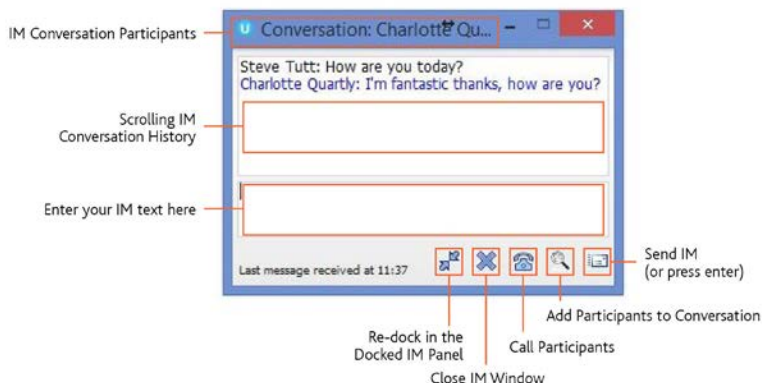 IM Conversation Participants
U Conversation: Charlotte Qu...
Steve Tutt: How are you today?
Charlotte Quartly: I'm fantastic thanks, how are you?
Scrolling IM
Conversation History
Enter your IM text here
Last message received at 11:37
Send IM
(or press enter)
Add Participants to Conversation
Re-dock in the
Docked IM Panel
Call Participants
Close IM Window